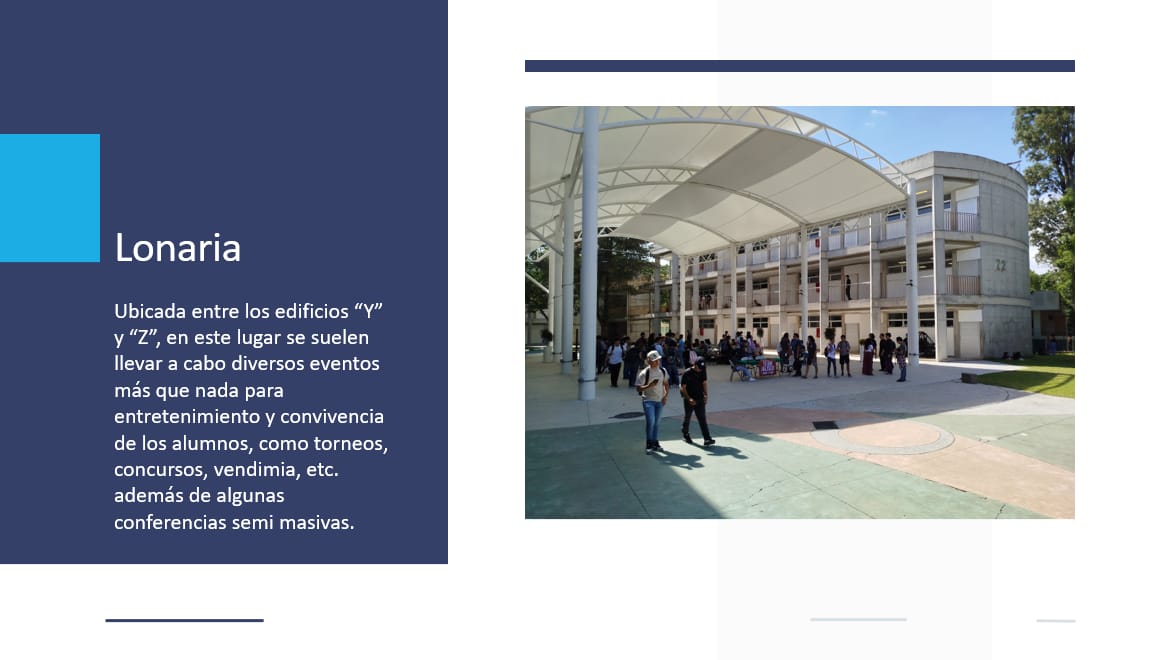 Lonaria
Ubicada entre los edificios “Y”
y “Z”, en este lugar se suelen
llevar a cabo diversos eventos
más que nada para
entretenimiento y convivencia
de los alumnos, como torneos,
concursos, vendimia, etc.
además de algunas
conferencias semi masivas.